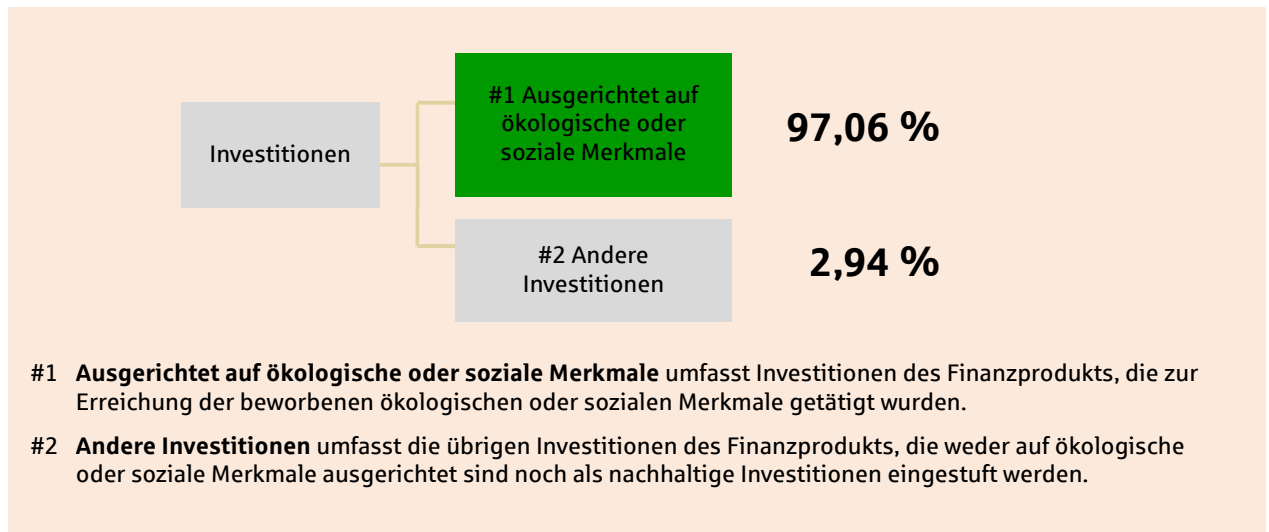 Investitionen
#1 Ausgerichtet auf
ökologische oder
soziale Merkmale
97,06 %
#2 Andere
Investitionen
2,94 %
#1 Ausgerichtet auf ökologische oder soziale Merkmale umfasst Investitionen des Finanzprodukts, die zur
Erreichung der beworbenen ökologischen oder sozialen Merkmale getätigt wurden.
#2 Andere Investitionen umfasst die übrigen Investitionen des Finanzprodukts, die weder auf ökologische
oder soziale Merkmale ausgerichtet sind noch als nachhaltige Investitionen eingestuft werden.